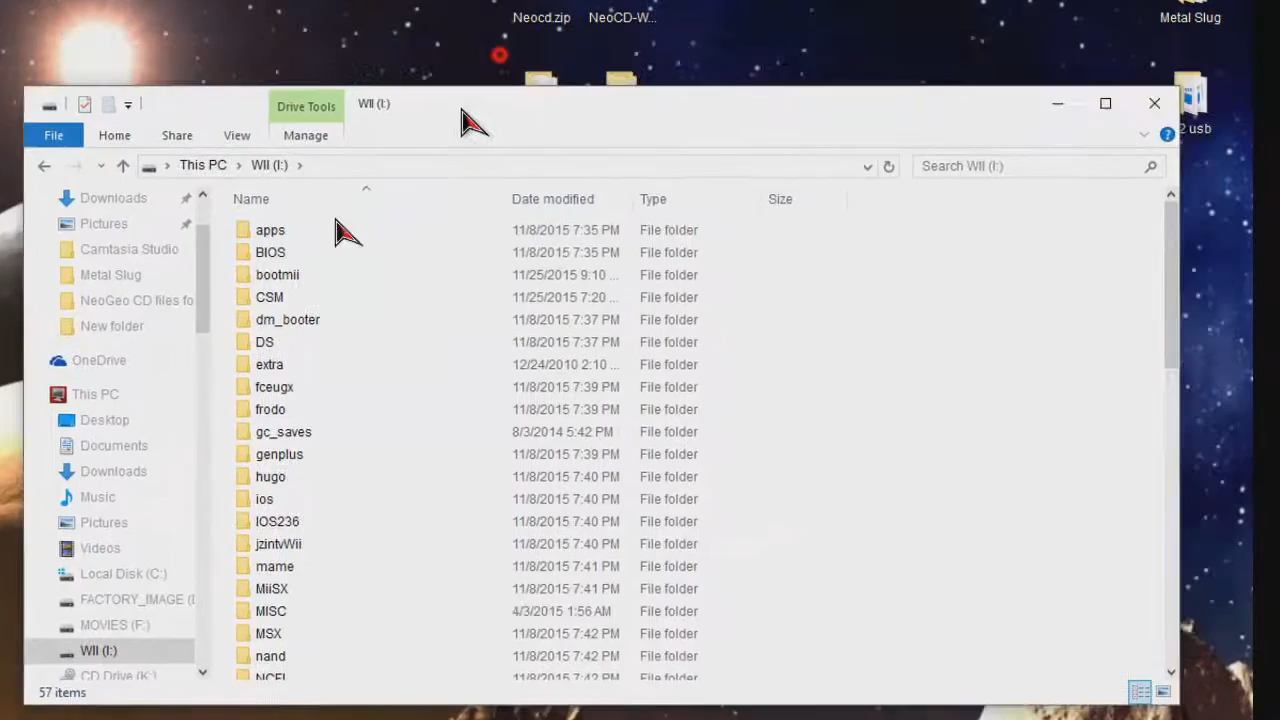 Neocd.zip NeoCD-W... Metal Slug
2 usb
Drive Tools WII (I:)
File Home Share View Manage
This PC WII (I:) Search WII (I:)
Name Date modified Type Size
Downloads
Pictures
Camtasia Studio
Metal Slug
NeoGeo CD files fo
New folder
OneDrive
This PC
Desktop
Documents
Downloads
Music
Pictures
Videos
Local Disk (C:)
FACTORY_IMAGE (
MOVIES (F:)
WII (I:)
CD Drive (K:)
apps 11/8/2015 7:35 PM File folder
BIOS 11/8/2015 7:35 PM File folder
bootmii 11/25/2015 9:10 ... File folder
CSM 11/25/2015 7:20 ... File folder
dm_booter 11/8/2015 7:37 PM File folder
DS 11/8/2015 7:37 PM File folder
extra 12/24/2010 2:10 ... File folder
fceugx 11/8/2015 7:39 PM File folder
frodo 11/8/2015 7:39 PM File folder
gc_saves 8/3/2014 5:42 PM File folder
genplus 11/8/2015 7:39 PM File folder
hugo 11/8/2015 7:40 PM File folder
ios 11/8/2015 7:40 PM File folder
IOS236 11/8/2015 7:40 PM File folder
jzintvWii 11/8/2015 7:40 PM File folder
mame 11/8/2015 7:41 PM File folder
MiiSX 11/8/2015 7:41 PM File folder
MISC 4/3/2015 1:56 AM File folder
MSX 11/8/2015 7:42 PM File folder
nand 11/8/2015 7:42 PM File folder
57 items